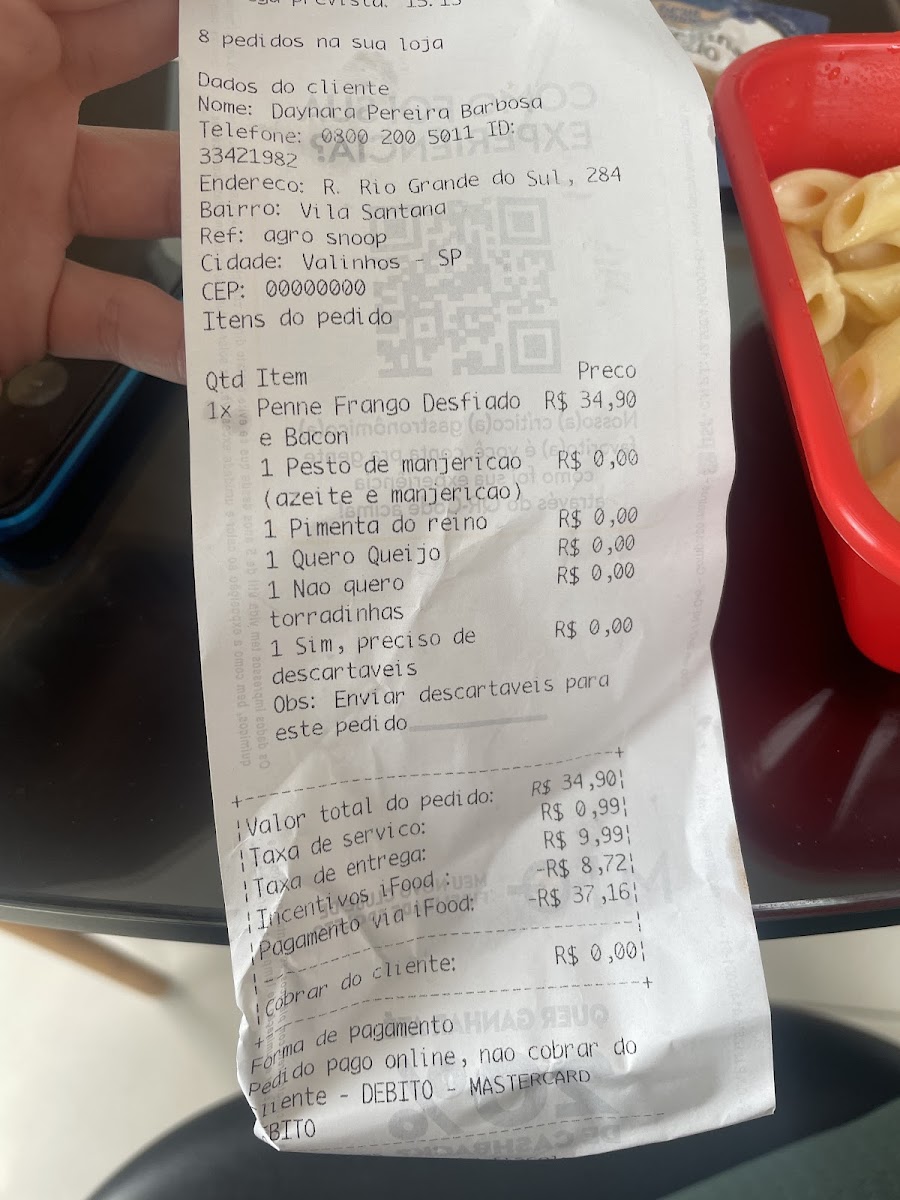 8 pedidos na sua loja
Dados do cliente
Nome: Daynara Pereira Barbosa
Telefone: 0800 200 5011 ID:
33421982
Endereco: R. Rio Grande do Sul, 284
Bairro: Vila Santana
Ref: agro snoop
Cidade: Valinhos - SP
CEP: 00000000
Itens do pedido
Qtd Item Preco
1x Penne Frango Desfiado R$ 34,90
e Bacon
1 Pesto de manjericao R$ 0,00
(azeite e manjericao)
1 Pimenta do reino R$ 0,00
1 Quero Queijo R$ 0,00
1 Nao quero R$ 0,00
torradinhas
1 Sim, preciso de R$ 0,00
descartaveis
Obs: Enviar descartaveis para
este pedido
Valor total do pedido: R$ 34,90
Taxa de servico: R$ 0,99
Taxa de entrega: R$ 9,99
Incentivos iFood : -R$ 8,72
Pagamento via iFood: -R$ 37,16
Cobrar do cliente: R$ 0,00
Forma de pagamento
Pedido pago online, nao cobrar do
liente - DEBITO - MASTERCARD
BITO